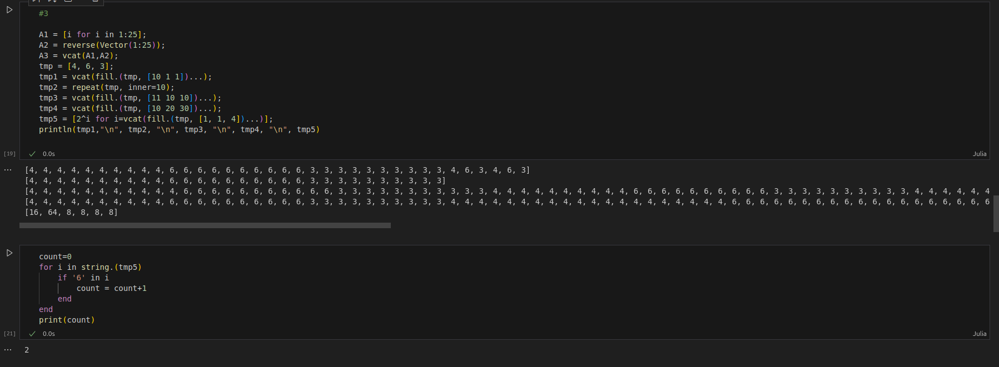 #3
A1 = [i for i in 1:25];
A2 = reverse(Vector(1:25));
A3 = vcat(A1,A2);
tmp = [4, 6, 3];
tmp1 = vcat(fill.(tmp, [10 1 1])...);
tmp2 = repeat(tmp, inner=10);
tmp3 = vcat(fill.(tmp, [11 10 10])...);
tmp4 = vcat(fill.(tmp, [10 20 30])...);
tmp5 = [2^i for i=vcat(fill.(tmp, [1, 1, 4])...)];
println(tmp1,"\n", tmp2, "\n", tmp3, "\n", tmp4, "\n", tmp5)
[19] 0.0s Julia
[4, 4, 4, 4, 4, 4, 4, 4, 4, 4, 6, 6, 6, 6, 6, 6, 6, 6, 6, 6, 3, 3, 3, 3, 3, 3, 3, 3, 3, 3, 4, 6, 3, 4, 6, 3]
[4, 4, 4, 4, 4, 4, 4, 4, 4, 4, 6, 6, 6, 6, 6, 6, 6, 6, 6, 6, 3, 3, 3, 3, 3, 3, 3, 3, 3, 3]
[4, 4, 4, 4, 4, 4, 4, 4, 4, 4, 4, 6, 6, 6, 6, 6, 6, 6, 6, 6, 6, 6, 3, 3, 3, 3, 3, 3, 3, 3, 3, 3, 3, 4, 4, 4, 4, 4, 4, 4, 4, 4, 4, 6, 6, 6, 6, 6, 6, 6, 6, 6, 6, 3, 3, 3, 3, 3, 3, 3, 3, 3, 3, 4, 4, 4, 4, 4, 4
[4, 4, 4, 4, 4, 4, 4, 4, 4, 4, 6, 6, 6, 6, 6, 6, 6, 6, 6, 6, 3, 3, 3, 3, 3, 3, 3, 3, 3, 3, 4, 4, 4, 4, 4, 4, 4, 4, 4, 4, 4, 4, 4, 4, 4, 4, 4, 4, 4, 4, 6, 6, 6, 6, 6, 6, 6, 6, 6, 6, 6, 6, 6, 6, 6, 6, 6, 6, 6
[16, 64, 8, 8, 8, 8]
count=0
for i in string.(tmp5)
if '6' in i
count = count+1
end
end
print(count)
[21] 0.0s Julia
2